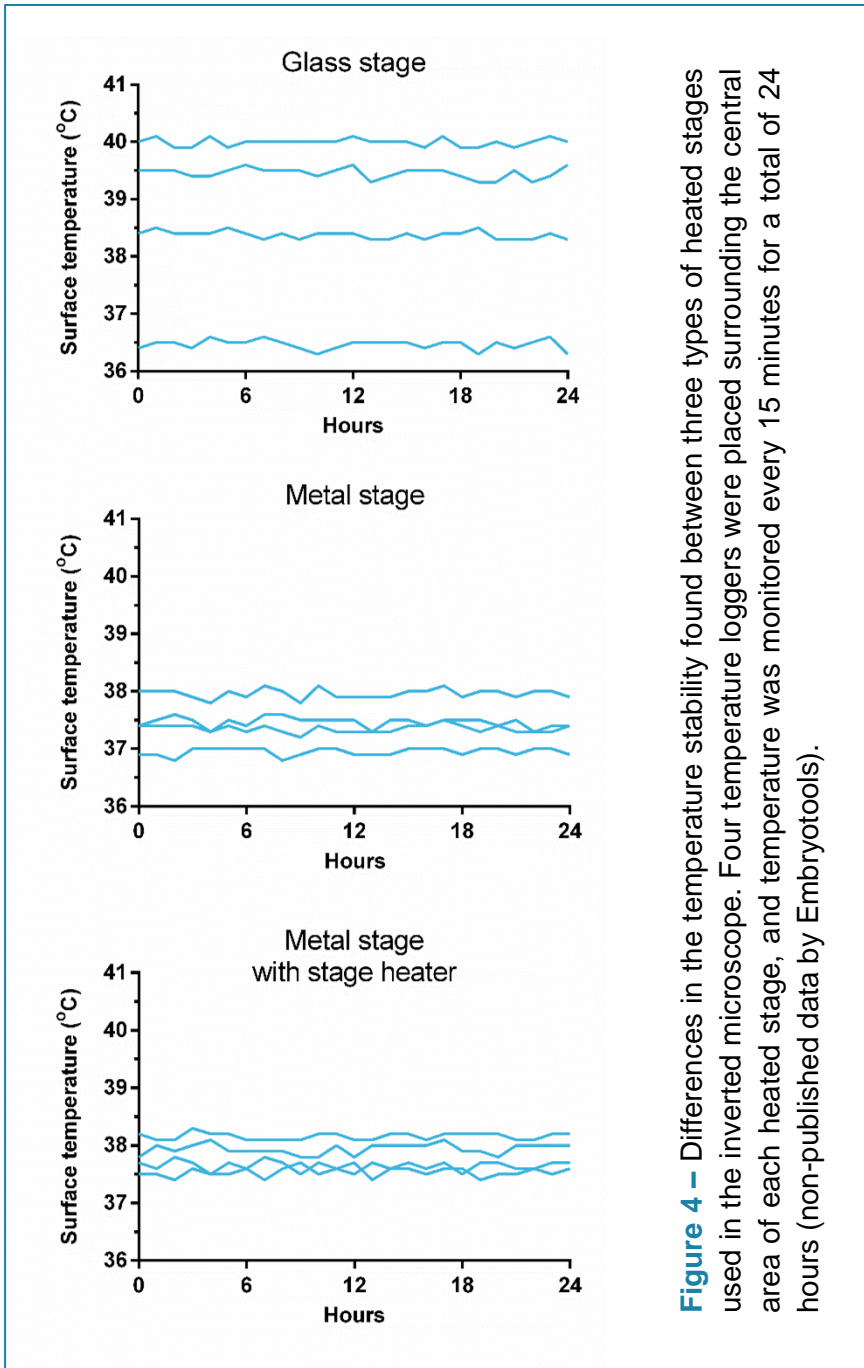 Glass stage
Surface temperature (°C)
41
40
39
38
37
36
0 6 12 18 24
Hours
Metal stage
Surface temperature (°C)
41
40
39
38
37
36
0 6 12 18 24
Hours
Metal stage
with stage heater
Surface temperature (°C)
41
40
39
38
37
36
0 6 12 18 24
Hours
Figure 4 – Differences in the temperature stability found between three types of heated stages
used in the inverted microscope. Four temperature loggers were placed surrounding the central
area of each heated stage, and temperature was monitored every 15 minutes for a total of 24
hours (non-published data by Embryotools).